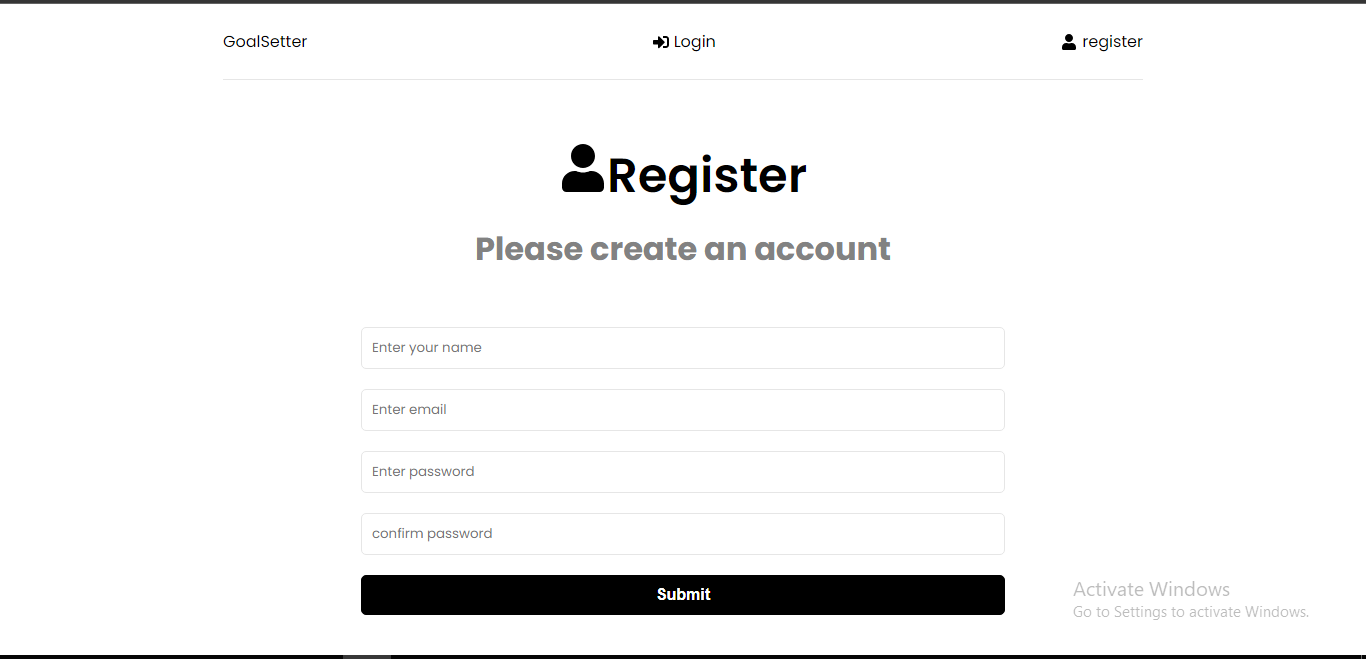 GoalSetter
Login
register
Register
Please create an account
Enter your name
Enter email
Enter password
confirm password
Submit
Activate Windows
Go to Settings to activate Windows.